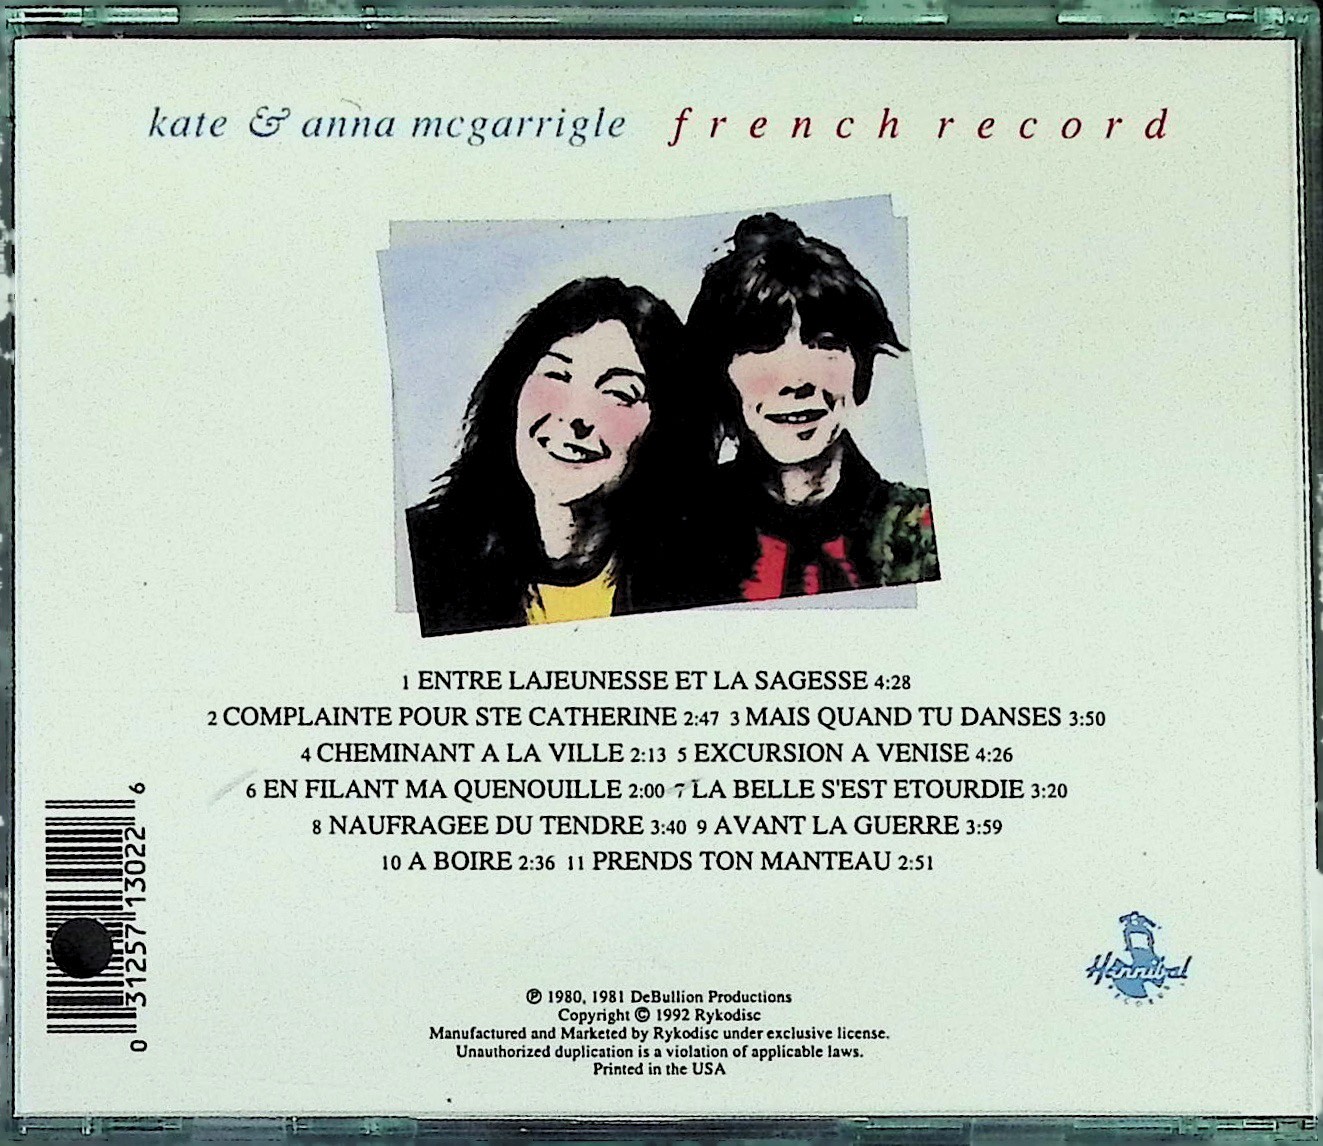 kate & anna mcgarrigle french record
1 ENTRE LAJEUNESSE ET LA SAGESSE 4:28
2 COMPLAINTE POUR STE CATHERINE 2:47 3 MAIS QUAND TU DANSES 3:50
4 CHEMINANT A LA VILLE 2:13 5 EXCURSION A VENISE 4:26
6 EN FILANT MA QUENOUILLE 2:00 7 LA BELLE S'EST ETOURDIE 3:20
8 NAUFRAGEE DU TENDRE 3:40 9 AVANT LA GUERRE 3:59
10 A BOIRE 2:36 11 PRENDS TON MANTEAU 2:51
0 31257 13022 6
Hannibal
RECORDS
℗ 1980, 1981 DeBullion Productions
Copyright © 1992 Rykodisc
Manufactured and Marketed by Rykodisc under exclusive license.
Unauthorized duplication is a violation of applicable laws.
Printed in the USA